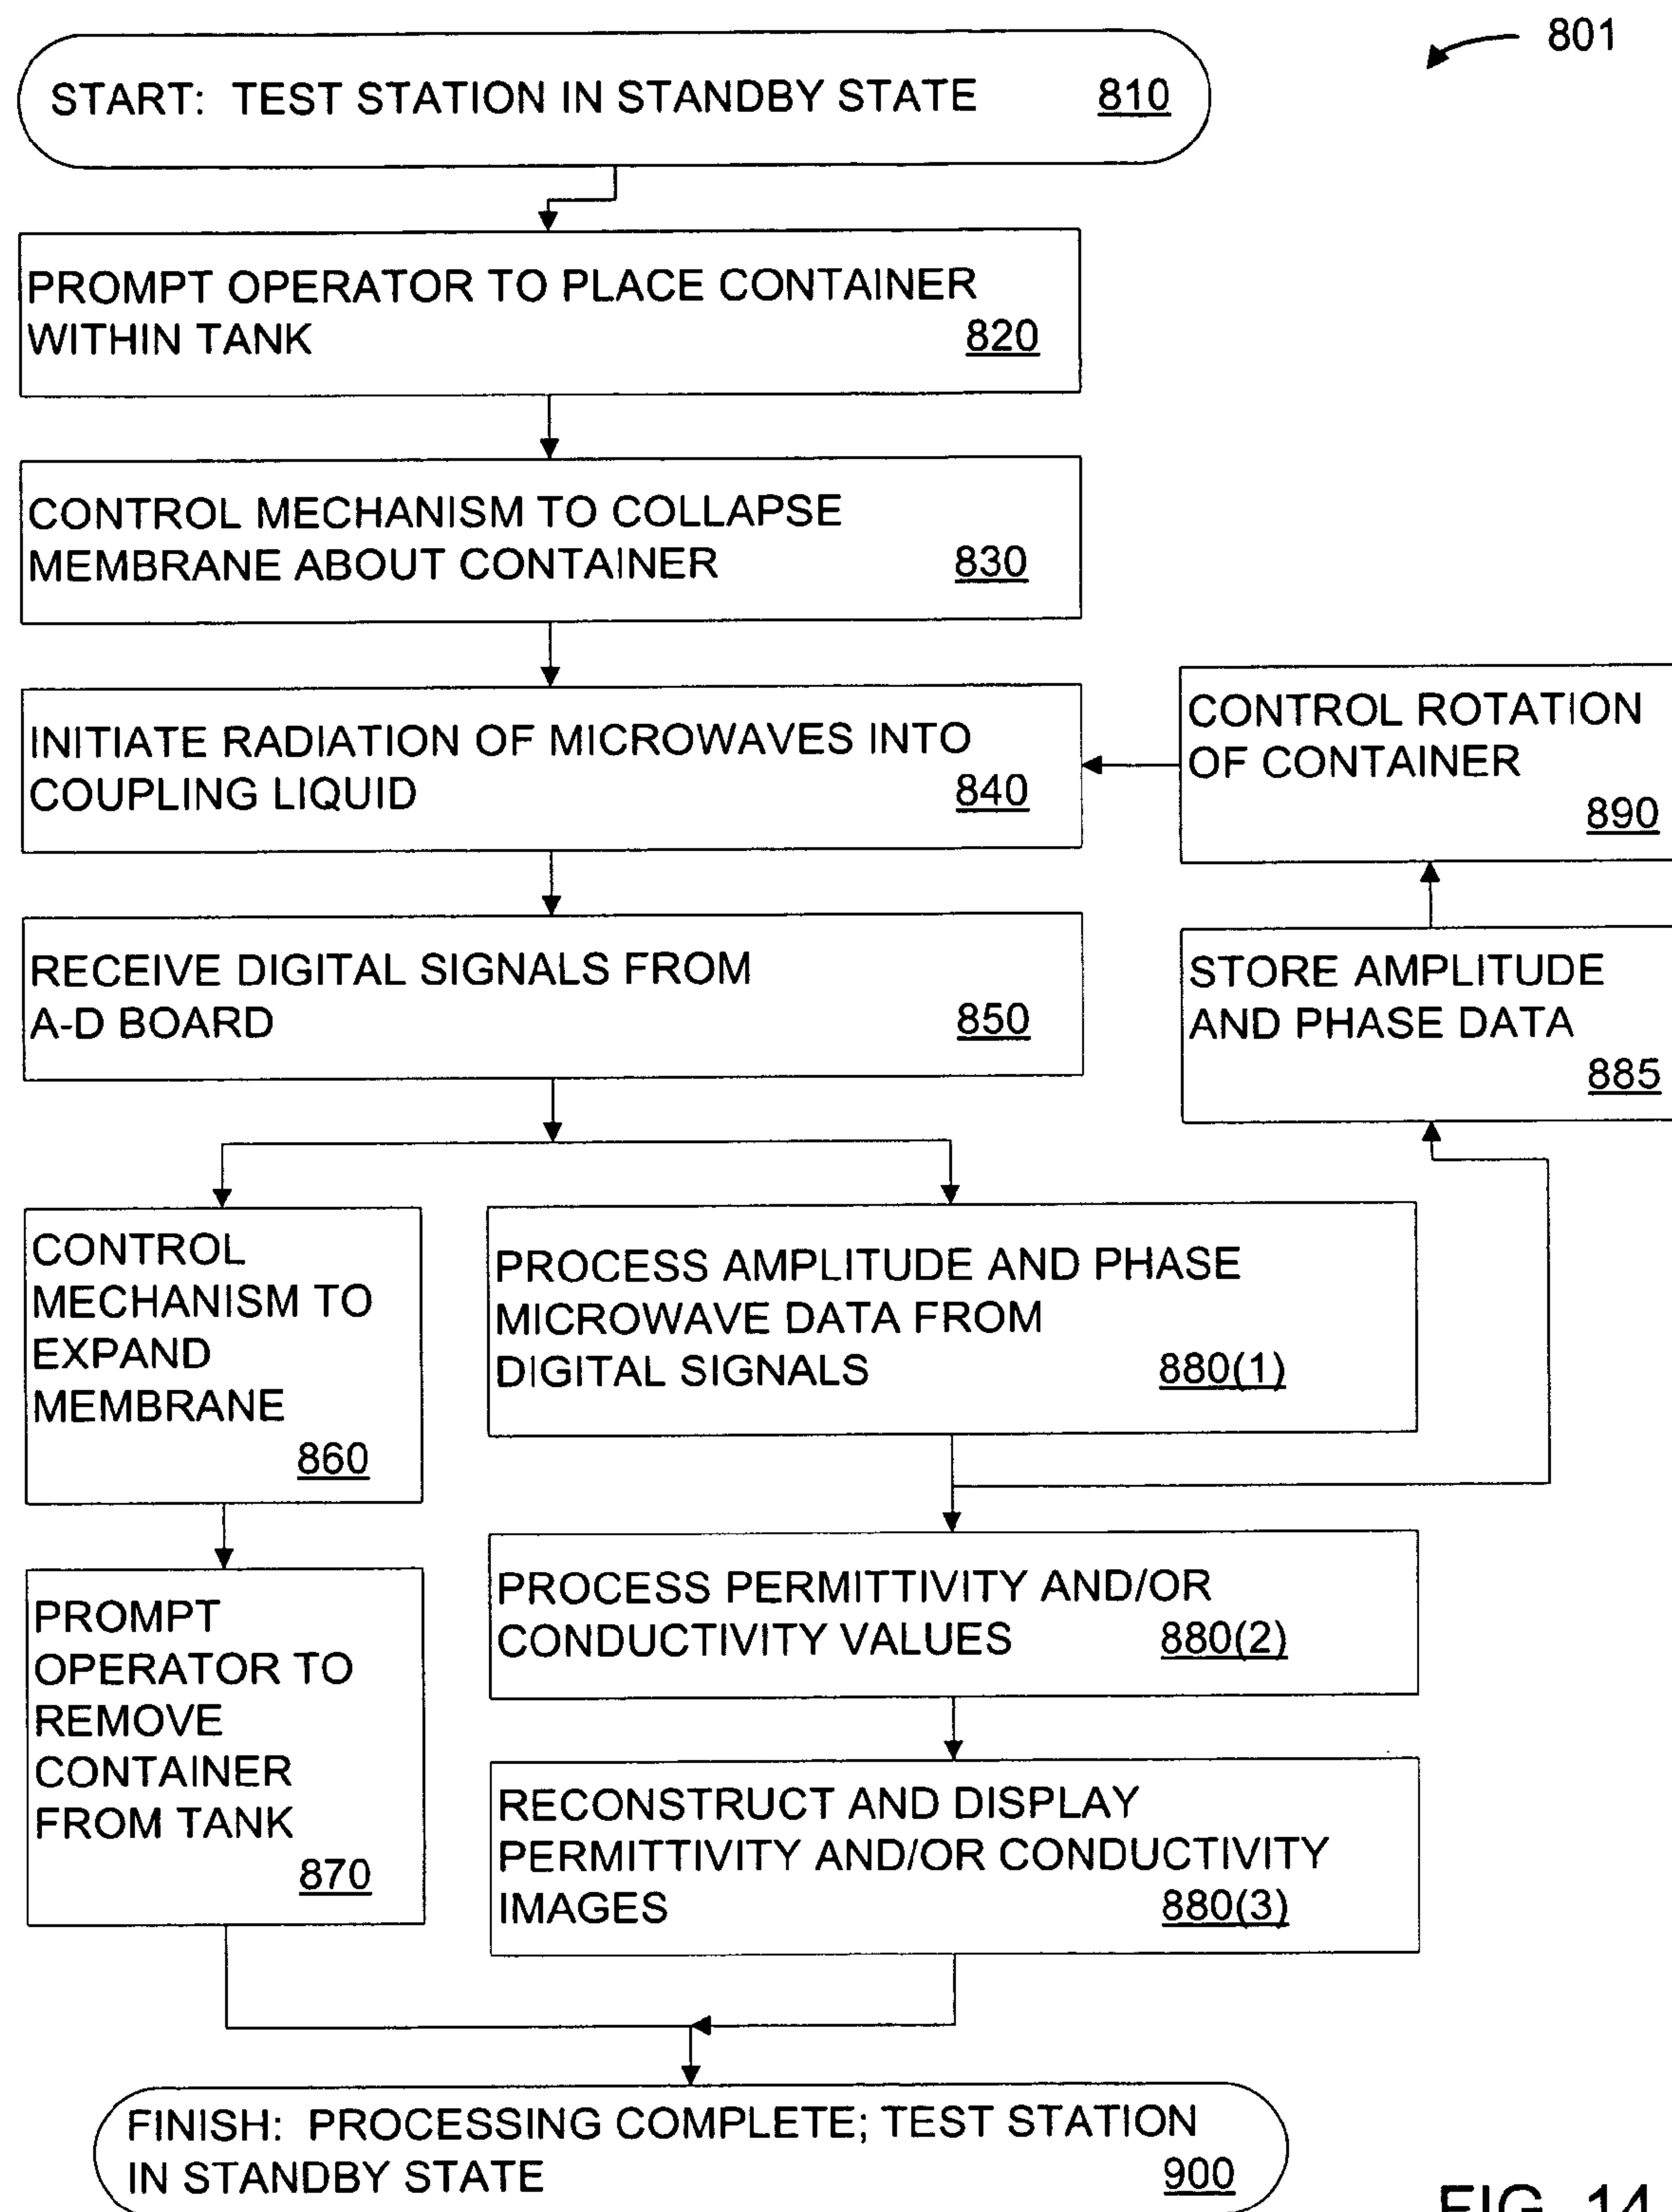 801
START: TEST STATION IN STANDBY STATE 810
PROMPT OPERATOR TO PLACE CONTAINER
WITHIN TANK 820
CONTROL MECHANISM TO COLLAPSE
MEMBRANE ABOUT CONTAINER 830
INITIATE RADIATION OF MICROWAVES INTO
COUPLING LIQUID 840
CONTROL ROTATION
OF CONTAINER
890
RECEIVE DIGITAL SIGNALS FROM
A-D BOARD 850
STORE AMPLITUDE
AND PHASE DATA
885
CONTROL
MECHANISM TO
EXPAND
MEMBRANE
860
PROCESS AMPLITUDE AND PHASE
MICROWAVE DATA FROM
DIGITAL SIGNALS 880(1)
PROMPT
OPERATOR TO
REMOVE
CONTAINER
FROM TANK
870
PROCESS PERMITTIVITY AND/OR
CONDUCTIVITY VALUES 880(2)
RECONSTRUCT AND DISPLAY
PERMITTIVITY AND/OR CONDUCTIVITY
IMAGES 880(3)
FINISH: PROCESSING COMPLETE; TEST STATION
IN STANDBY STATE 900
FIG. 14